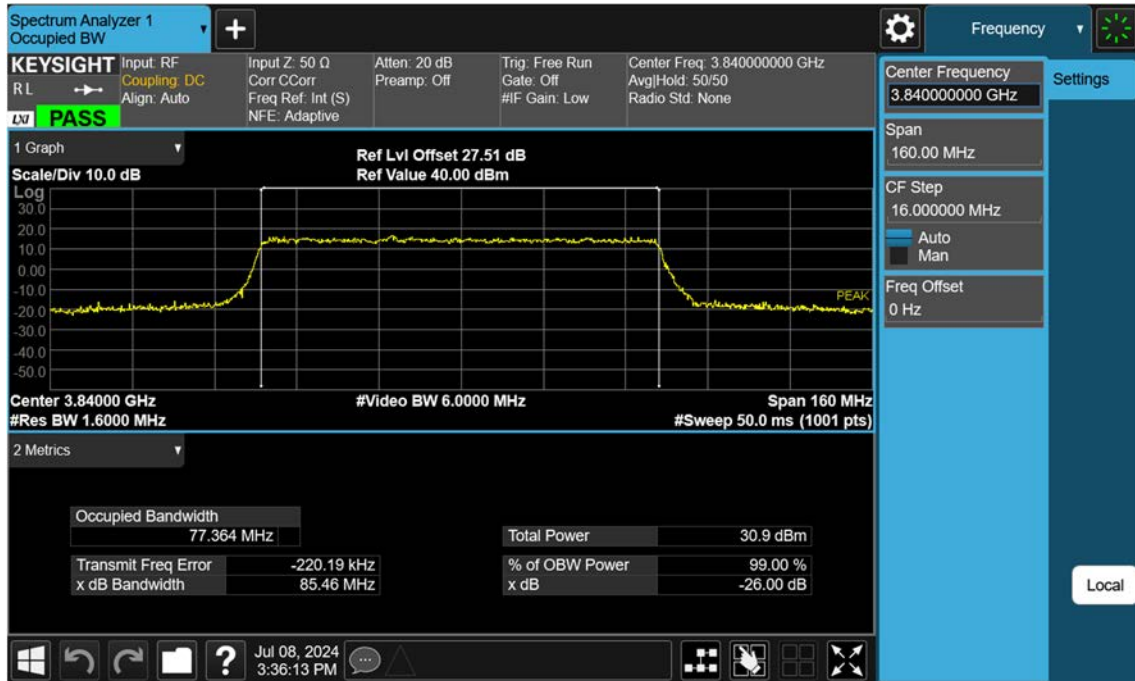 Spectrum Analyzer 1
Occupied BW
+
Frequency
KEYSIGHT
R L
LXI
PASS
Input: RF
Coupling: DC
Align: Auto
Input Z: 50 Ω
Corr CCorr
Freq Ref: Int (S)
NFE: Adaptive
Atten: 20 dB
Preamp: Off
Trig: Free Run
Gate: Off
#IF Gain: Low
Center Freq: 3.840000000 GHz
Avg|Hold: 50/50
Radio Std: None
Center Frequency
3.840000000 GHz
Settings
Span
160.00 MHz
CF Step
16.000000 MHz
Auto
Man
Freq Offset
0 Hz
Local
1 Graph
Scale/Div 10.0 dB
Ref Lvl Offset 27.51 dB
Ref Value 40.00 dBm
Log
30.0
20.0
10.0
0.00
-10.0
-20.0
-30.0
-40.0
-50.0
PEAK
Center 3.84000 GHz
#Video BW 6.0000 MHz
Span 160 MHz
#Res BW 1.6000 MHz
#Sweep 50.0 ms (1001 pts)
2 Metrics
Occupied Bandwidth
77.364 MHz
Total Power 30.9 dBm
Transmit Freq Error -220.19 kHz
% of OBW Power 99.00 %
x dB Bandwidth 85.46 MHz
x dB -26.00 dB
?
Jul 08, 2024
3:36:13 PM